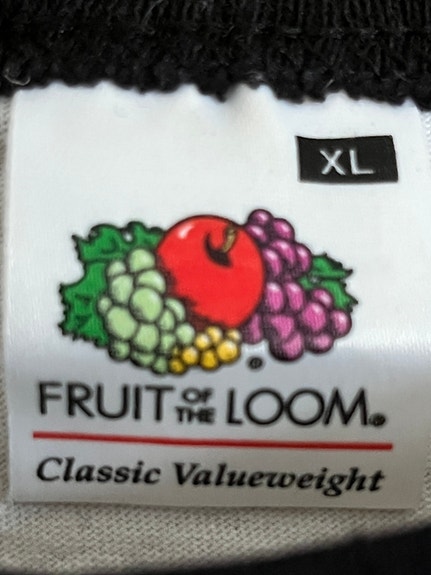 XL
FRUIT OF THE LOOM®
Classic Valueweight